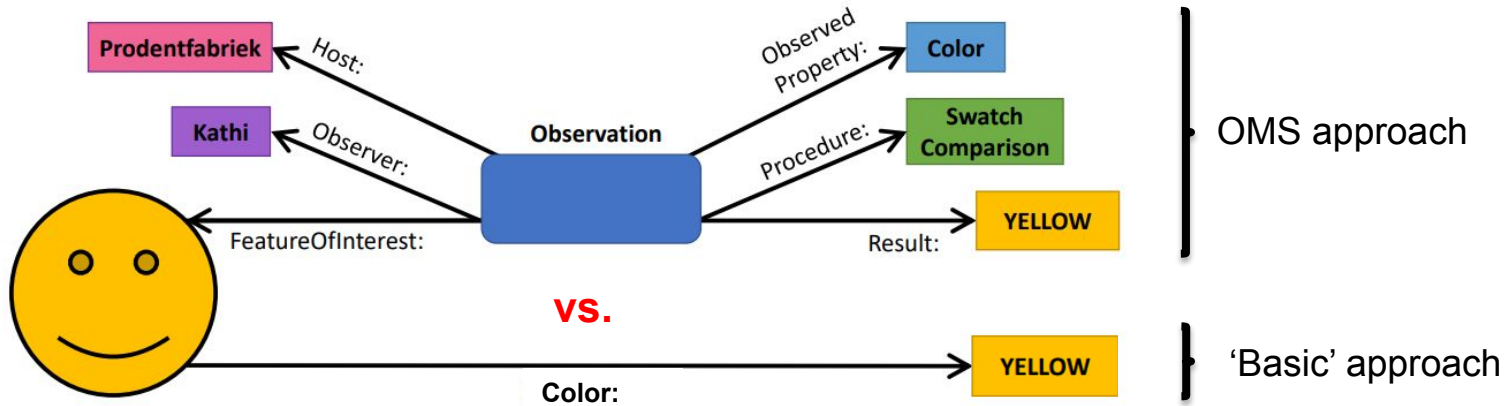 Prodentfabriek
Host:
Observed
Property:
Color
Kathi
Observer:
Observation
Procedure:
Swatch
Comparison
OMS approach
FeatureOfInterest:
Result:
YELLOW
vs.
YELLOW
Color:
‘Basic’ approach